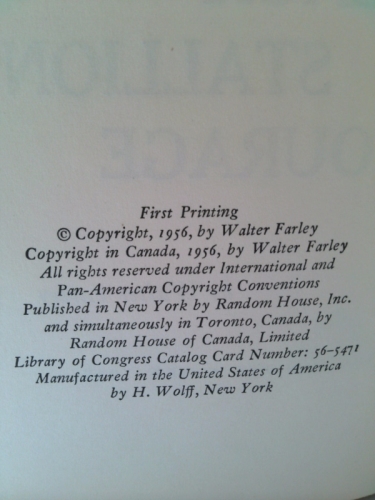 STALLION
OURAGE
First Printing
© Copyright, 1956, by Walter Farley
Copyright in Canada, 1956, by Walter Farley
All rights reserved under International and
Pan-American Copyright Conventions
Published in New York by Random House, Inc.
and simultaneously in Toronto, Canada, by
Random House of Canada, Limited
Library of Congress Catalog Card Number: 56-5471
Manufactured in the United States of America
by H. Wolff, New York